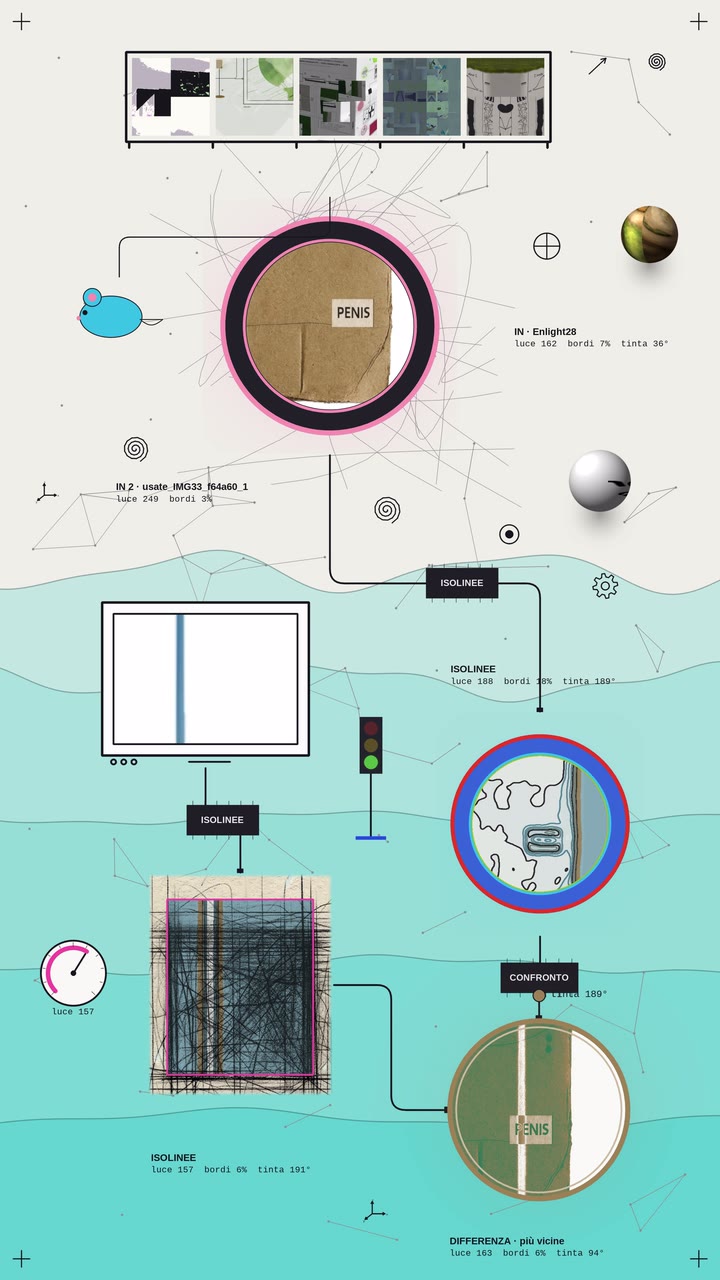 PENIS
IN · Enlight28
luce 162 bordi 7% tinta 36°
IN 2 · usate_IMG33_f64a60_1
luce 249 bordi 3%
ISOLINEE
ISOLINEE
luce 188 bordi 18% tinta 189°
ISOLINEE
CONFRONTO
tinta 189°
luce 157
PENIS
ISOLINEE
luce 157 bordi 6% tinta 191°
DIFFERENZA · più vicine
luce 163 bordi 6% tinta 94°